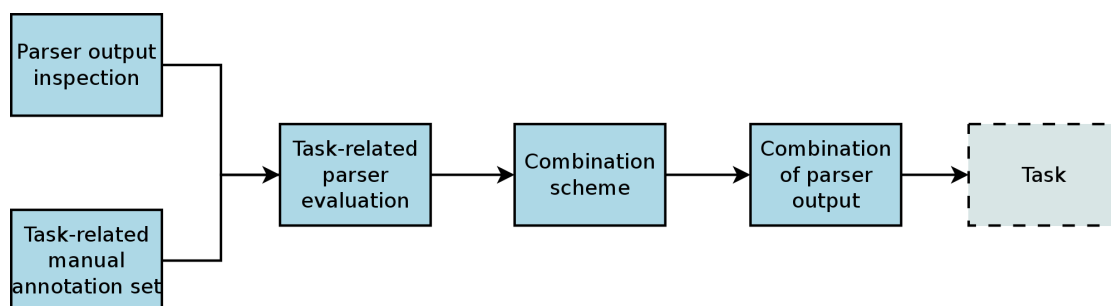 Parser output
inspection
Task-related
manual
annotation set
Task-related
parser
evaluation
Combination
scheme
Combination
of parser
output
Task